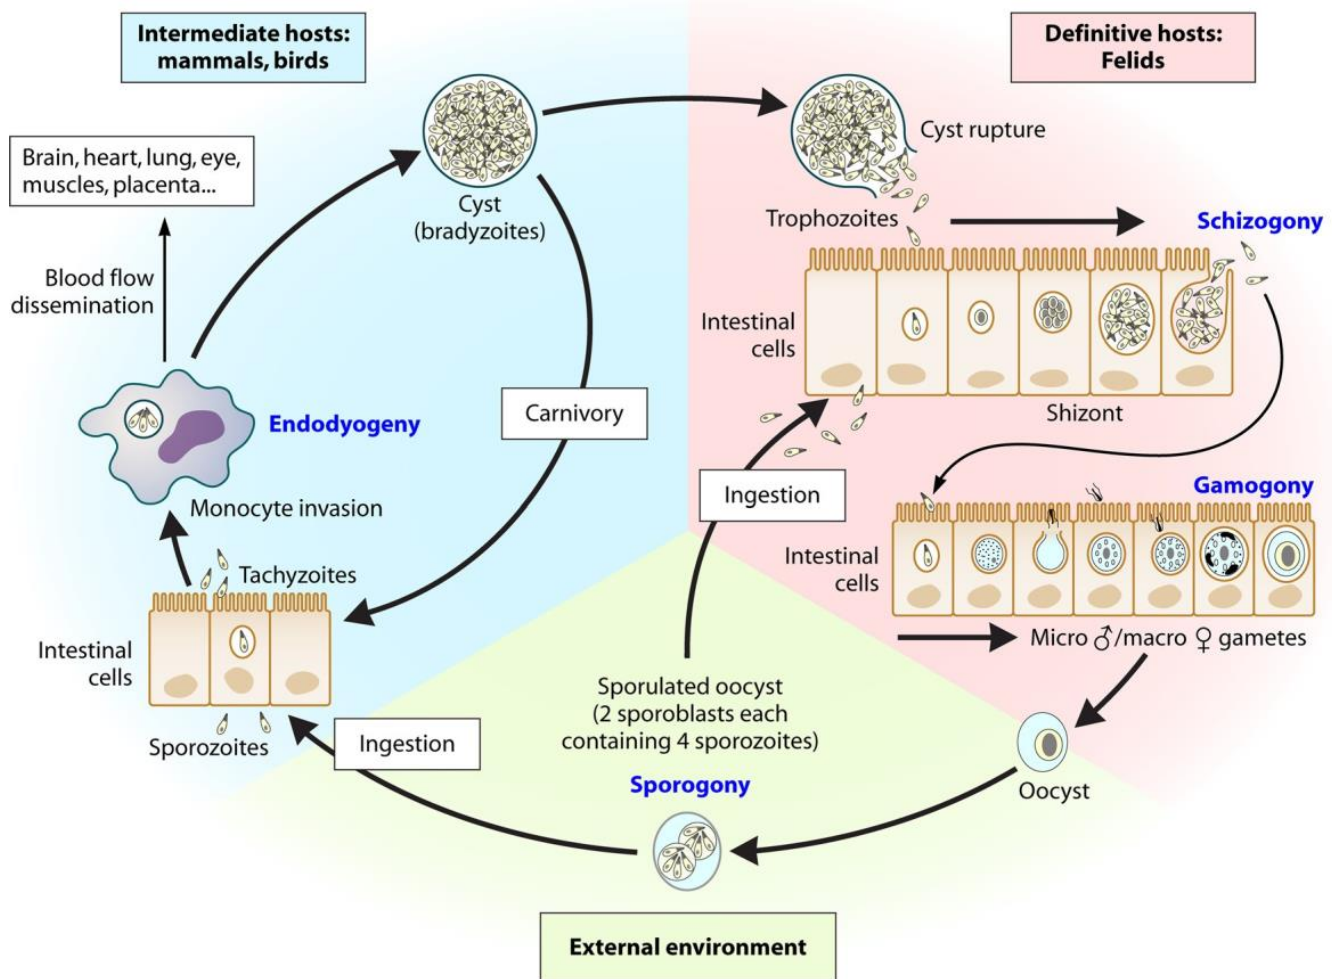 Intermediate hosts:
mammals, birds
Definitive hosts:
Felids
Brain, heart, lung, eye,
muscles, placenta...
Cyst
(bradyzoites)
Cyst rupture
Trophozoites
Schizogony
Blood flow
dissemination
Intestinal
cells
Shizont
Endodyogeny
Carnivory
Monocyte invasion
Ingestion
Gamogony
Tachyzoites
Intestinal
cells
Intestinal
cells
Micro ♂/macro ♀ gametes
Sporozoites
Ingestion
Sporulated oocyst
(2 sporoblasts each
containing 4 sporozoites)
Sporogony
Oocyst
External environment